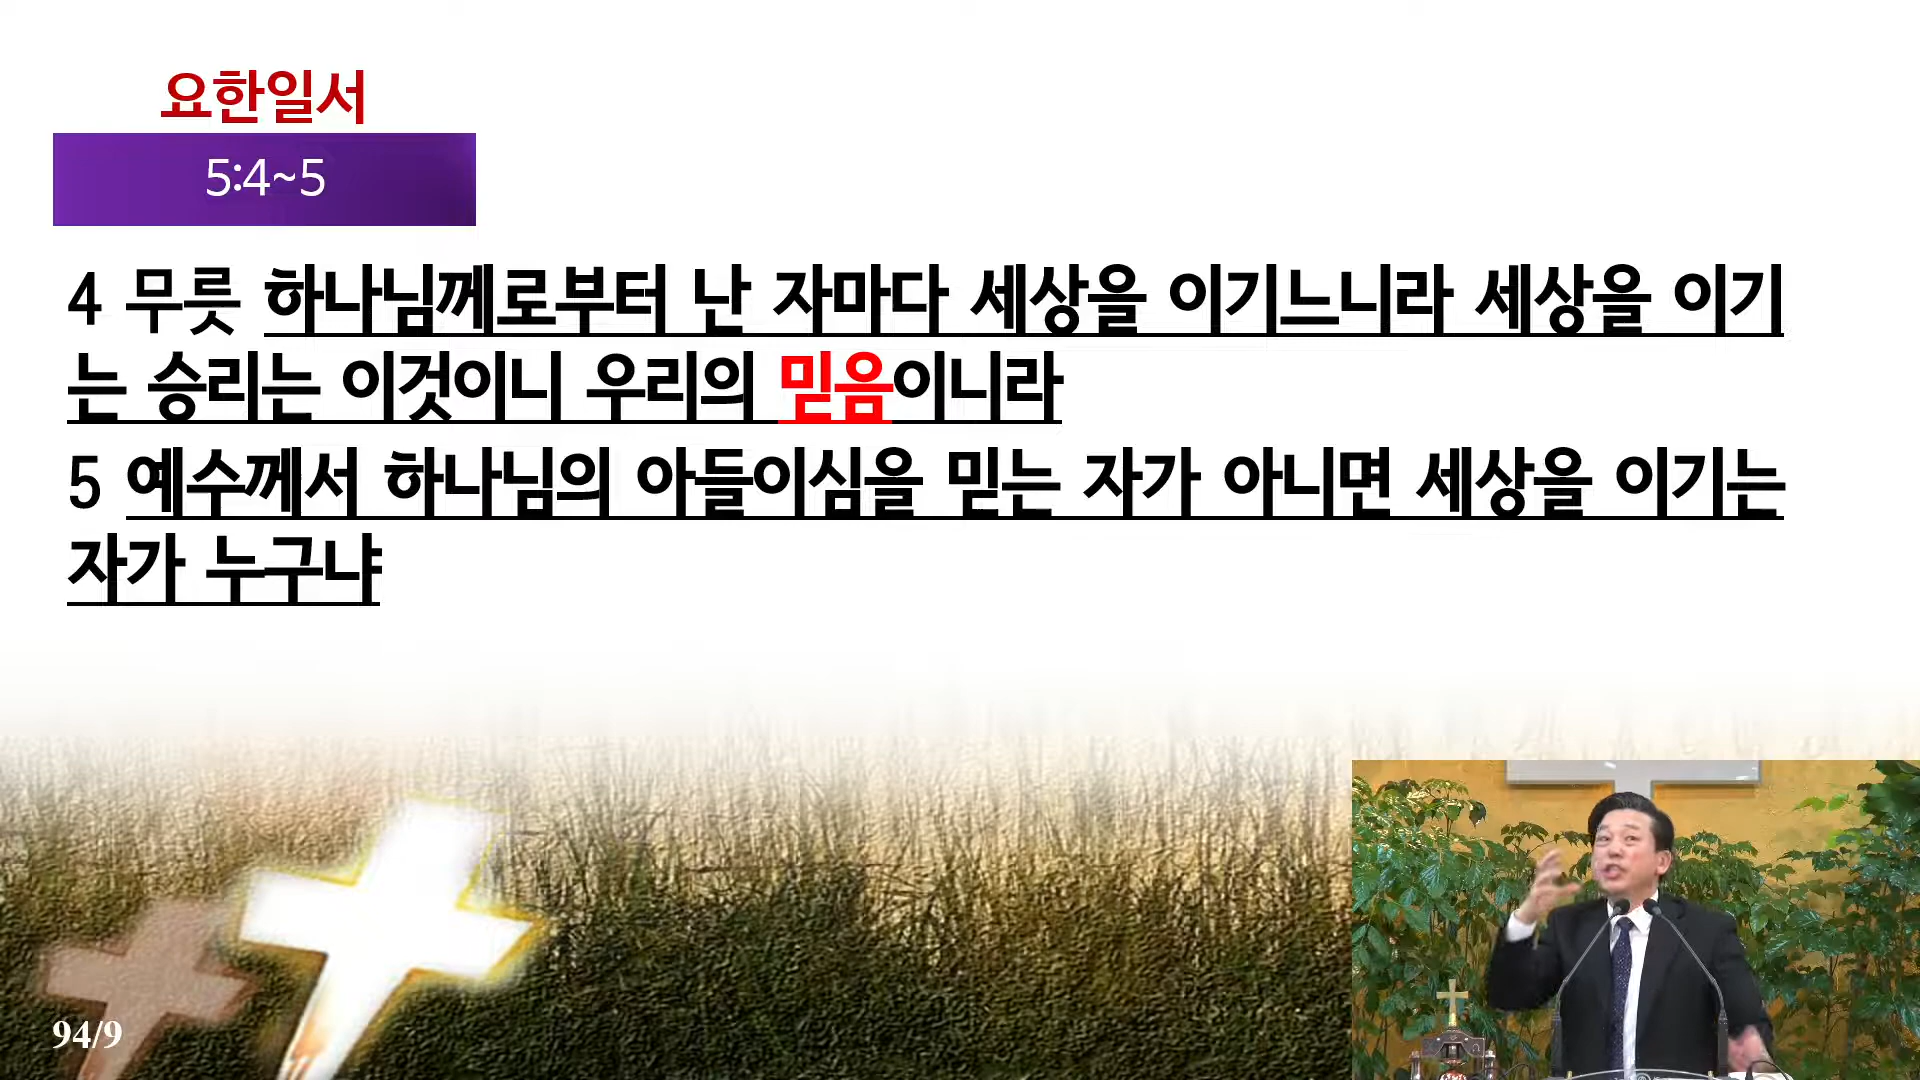 요한일서
5:4~5
4 무릇 하나님께로부터 난 자마다 세상을 이기느니라 세상을 이기
는 승리는 이것이니 우리의 믿음이니라
5 예수께서 하나님의 아들이심을 믿는 자가 아니면 세상을 이기는
자가 누구냐
94/9